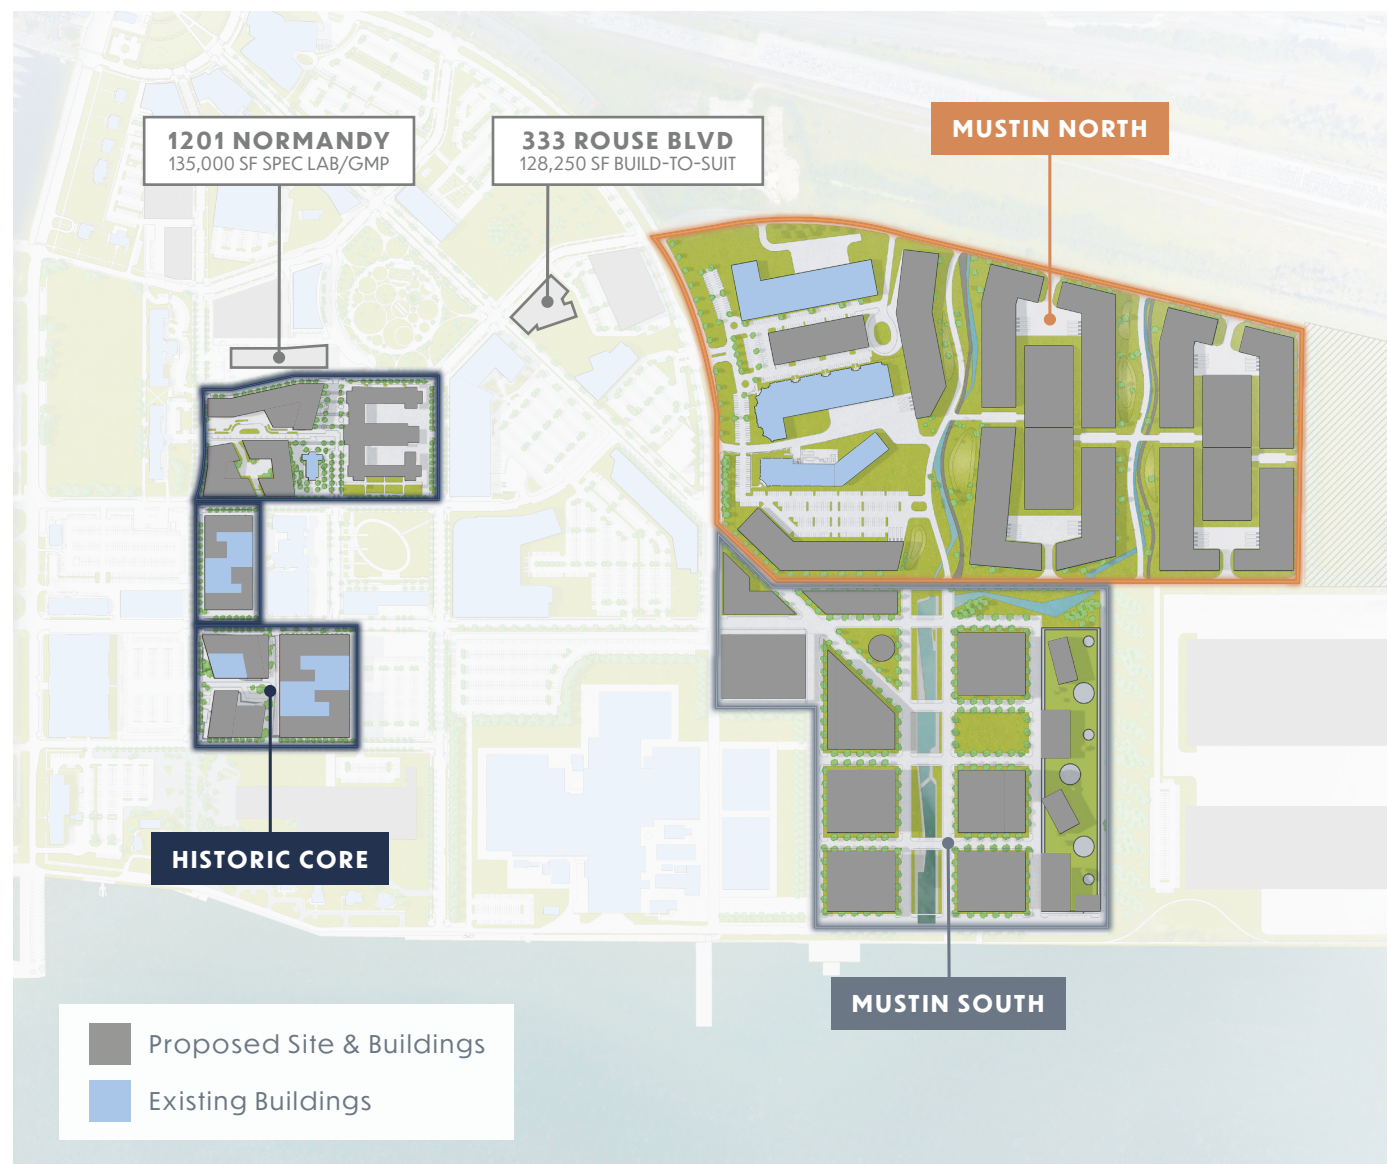 1201 NORMANDY
135,000 SF SPEC LAB/GMP
333 ROUSE BLVD
128,250 SF BUILD-TO-SUIT
MUSTIN NORTH
HISTORIC CORE
MUSTIN SOUTH
Proposed Site & Buildings
Existing Buildings